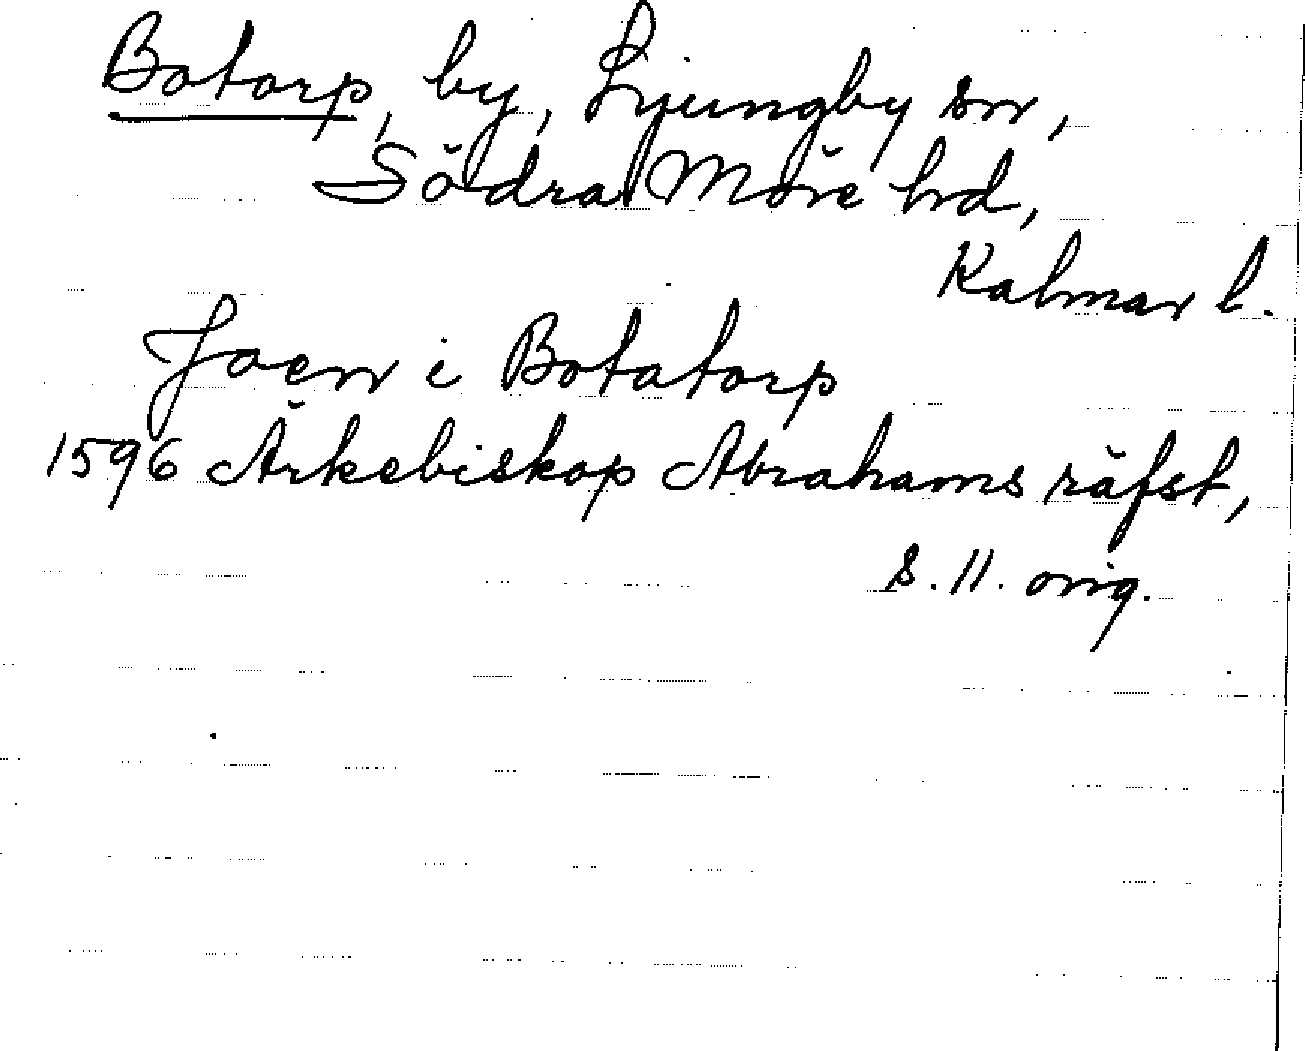 Botorp, by, Ljungby sn,
Södra Möre hd,
Kalmar l.
Joen i Botatorp
1596 Ärkebiskop Abrahams räfst,
s. 11. orig.